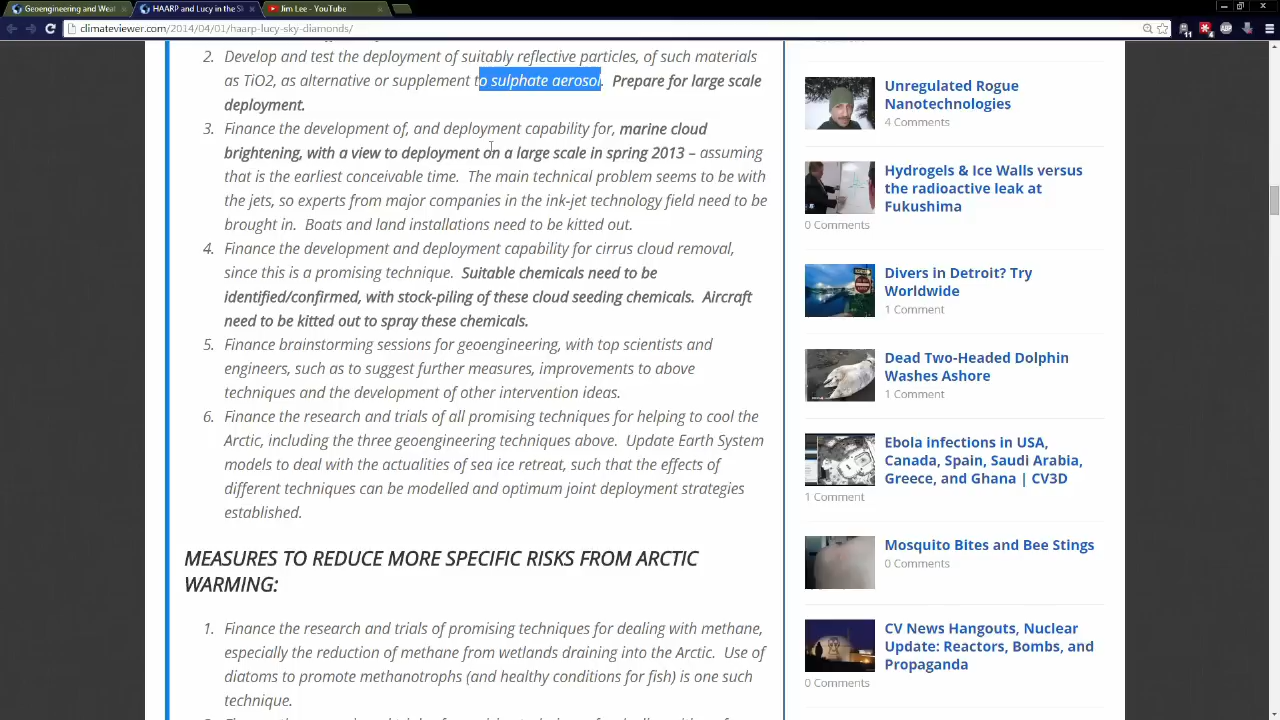 Geoengineering and Wea
HAARP and Lucy in the Sk
Jim Lee - YouTube
climateviewer.com/2014/04/01/haarp-lucy-sky-diamonds/
2. Develop and test the deployment of suitably reflective particles, of such materials
as TiO2, as alternative or supplement to sulphate aerosol. Prepare for large scale
deployment.
3. Finance the development of, and deployment capability for, marine cloud
brightening, with a view to deployment on a large scale in spring 2013 – assuming
that is the earliest conceivable time. The main technical problem seems to be with
the jets, so experts from major companies in the ink-jet technology field need to be
brought in. Boats and land installations need to be kitted out.
4. Finance the development and deployment capability for cirrus cloud removal,
since this is a promising technique. Suitable chemicals need to be
identified/confirmed, with stock-piling of these cloud seeding chemicals. Aircraft
need to be kitted out to spray these chemicals.
5. Finance brainstorming sessions for geoengineering, with top scientists and
engineers, such as to suggest further measures, improvements to above
techniques and the development of other intervention ideas.
6. Finance the research and trials of all promising techniques for helping to cool the
Arctic, including the three geoengineering techniques above. Update Earth System
models to deal with the actualities of sea ice retreat, such that the effects of
different techniques can be modelled and optimum joint deployment strategies
established.
MEASURES TO REDUCE MORE SPECIFIC RISKS FROM ARCTIC
WARMING:
1. Finance the research and trials of promising techniques for dealing with methane,
especially the reduction of methane from wetlands draining into the Arctic. Use of
diatoms to promote methanotrophs (and healthy conditions for fish) is one such
technique.
Unregulated Rogue
Nanotechnologies
4 Comments
Hydrogels & Ice Walls versus
the radioactive leak at
Fukushima
0 Comments
Divers in Detroit? Try
Worldwide
1 Comment
Dead Two-Headed Dolphin
Washes Ashore
1 Comment
Ebola infections in USA,
Canada, Spain, Saudi Arabia,
Greece, and Ghana | CV3D
1 Comment
Mosquito Bites and Bee Stings
0 Comments
CV News Hangouts, Nuclear
Update: Reactors, Bombs, and
Propaganda
0 Comments